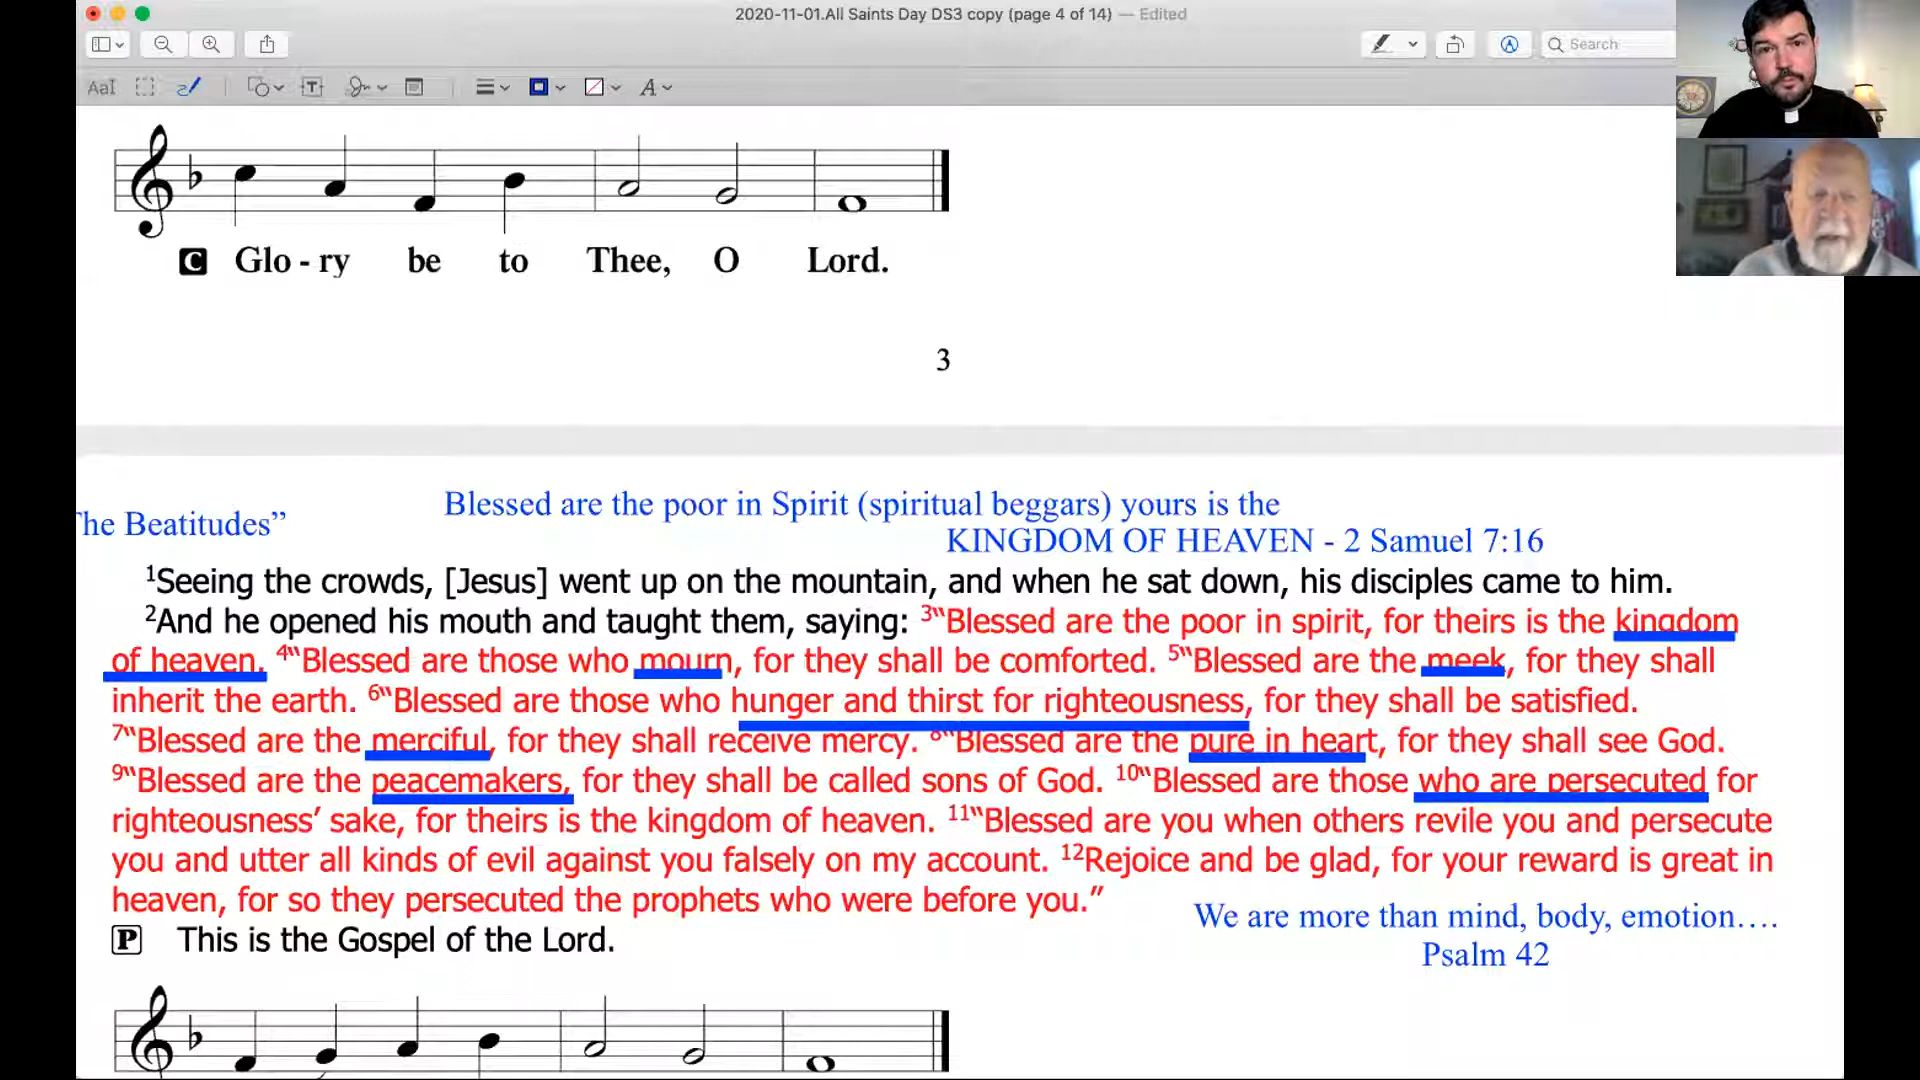 2020-11-01.All Saints Day DS3 copy (page 4 of 14) — Edited
Search
AaI
T
A
C Glo - ry be to Thee, O Lord.
3
Blessed are the poor in Spirit (spiritual beggars) yours is the
he Beatitudes”
KINGDOM OF HEAVEN - 2 Samuel 7:16
1Seeing the crowds, [Jesus] went up on the mountain, and when he sat down, his disciples came to him.
2And he opened his mouth and taught them, saying: 3“Blessed are the poor in spirit, for theirs is the kingdom
of heaven. 4“Blessed are those who mourn, for they shall be comforted. 5“Blessed are the meek, for they shall
inherit the earth. 6“Blessed are those who hunger and thirst for righteousness, for they shall be satisfied.
7“Blessed are the merciful, for they shall receive mercy. 8“Blessed are the pure in heart, for they shall see God.
9“Blessed are the peacemakers, for they shall be called sons of God. 10“Blessed are those who are persecuted for
righteousness’ sake, for theirs is the kingdom of heaven. 11“Blessed are you when others revile you and persecute
you and utter all kinds of evil against you falsely on my account. 12Rejoice and be glad, for your reward is great in
heaven, for so they persecuted the prophets who were before you.”
We are more than mind, body, emotion….
P This is the Gospel of the Lord.
Psalm 42